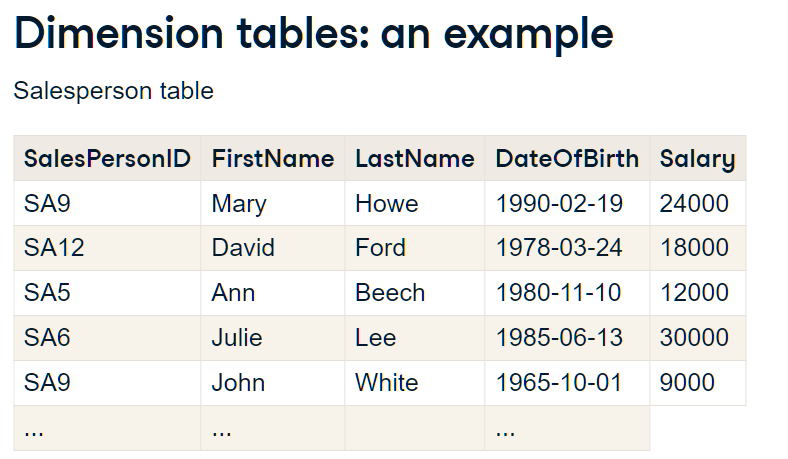 Dimension tables: an example
Salesperson table
SalesPersonID FirstName LastName DateOfBirth Salary
SA9 Mary Howe 1990-02-19 24000
SA12 David Ford 1978-03-24 18000
SA5 Ann Beech 1980-11-10 12000
SA6 Julie Lee 1985-06-13 30000
SA9 John White 1965-10-01 9000
... ... ...